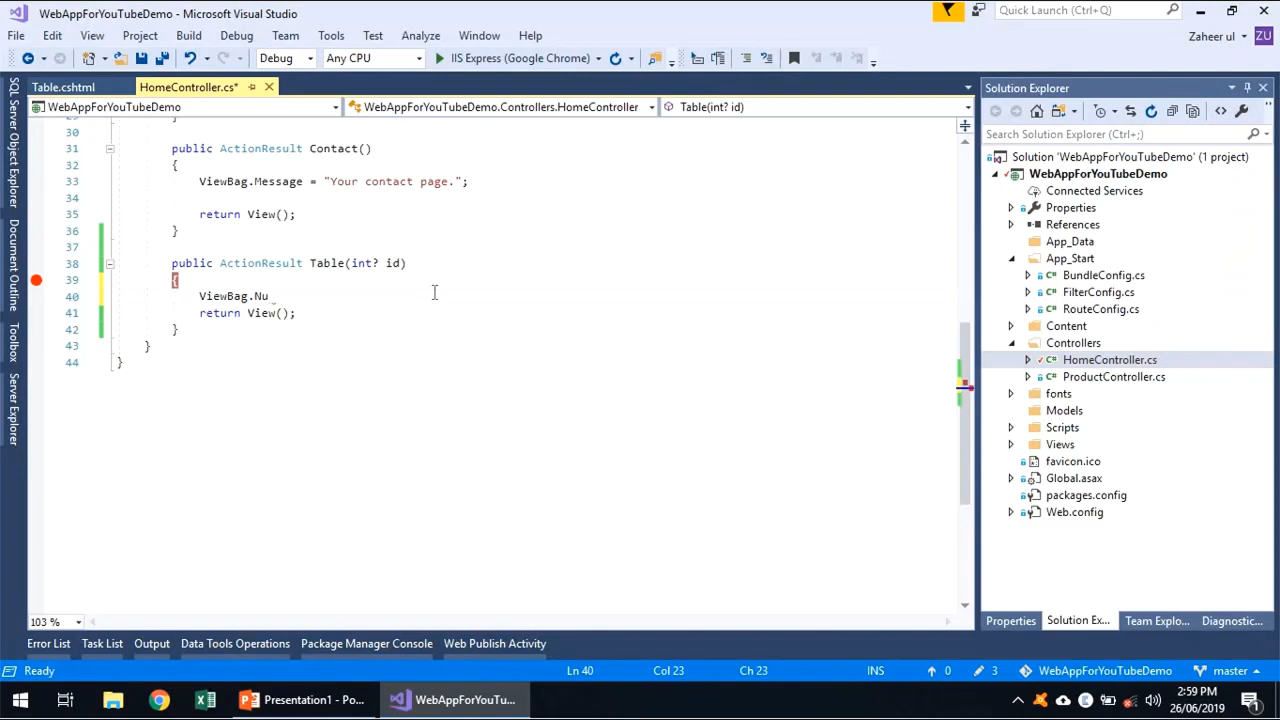 WebAppForYouTubeDemo - Microsoft Visual Studio
Quick Launch (Ctrl+Q)
File Edit View Project Build Debug Team Tools Test Analyze Window Help
Zaheer ul ZU
Debug Any CPU IIS Express (Google Chrome)
Table.cshtml HomeController.cs*
WebAppForYouTubeDemo WebAppForYouTubeDemo.Controllers.HomeController Table(int? id)
30
31 public ActionResult Contact()
32 {
33 ViewBag.Message = "Your contact page.";
34
35 return View();
36 }
37
38 public ActionResult Table(int? id)
39 {
40 ViewBag.Nu
41 return View();
42 }
43 }
44 }
SQL Server Object Explorer
Document Outline
Toolbox
Server Explorer
Solution Explorer
Search Solution Explorer (Ctrl+;)
Solution 'WebAppForYouTubeDemo' (1 project)
WebAppForYouTubeDemo
Connected Services
Properties
References
App_Data
App_Start
C# BundleConfig.cs
C# FilterConfig.cs
C# RouteConfig.cs
Content
Controllers
C# HomeController.cs
C# ProductController.cs
fonts
Models
Scripts
Views
favicon.ico
Global.asax
packages.config
Web.config
103 %
Properties Solution Ex... Team Explo... Diagnostic...
Error List Task List Output Data Tools Operations Package Manager Console Web Publish Activity
Ready Ln 40 Col 23 Ch 23 INS 0 3 WebAppForYouTubeDemo master
Presentation1 - Po... WebAppForYouTu...
2:59 PM
26/06/2019
1